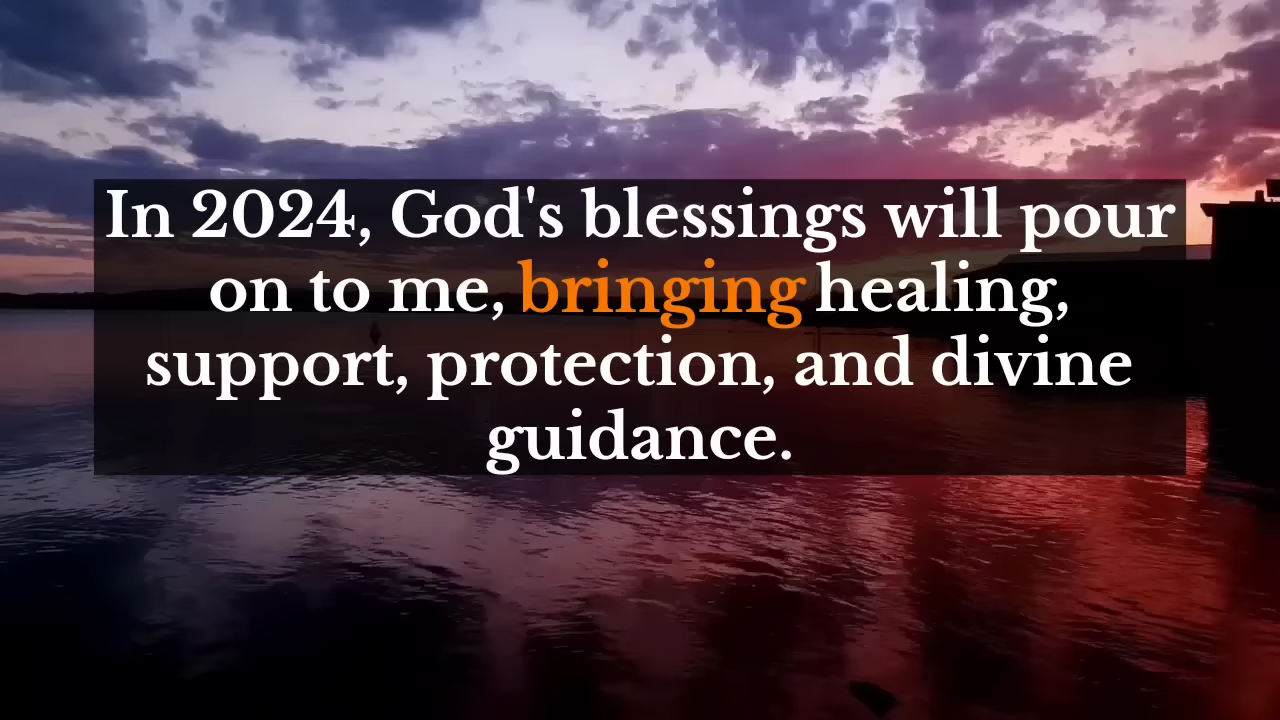 In 2024, God's blessings will pour
on to me, bringing healing,
support, protection, and divine
guidance.